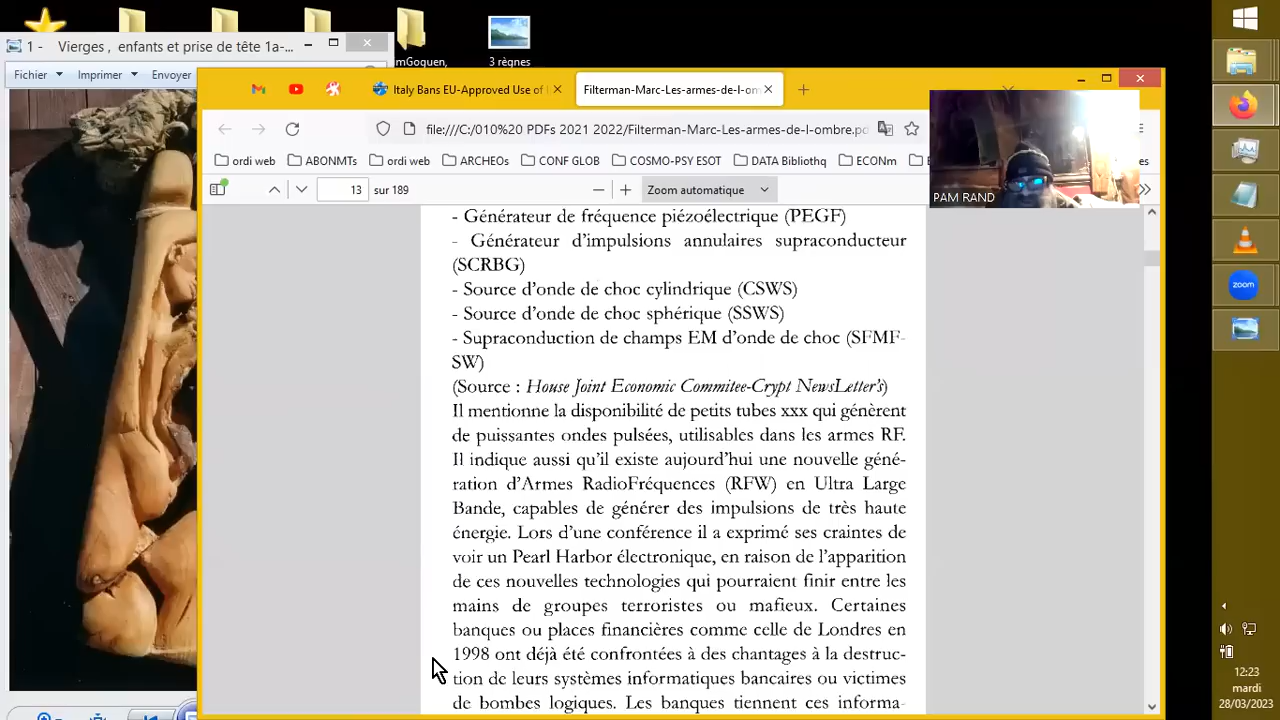 mGoquen,
3 règnes
1 - Vierges , enfants et prise de tête 1a-...
Fichier Imprimer Envoyer
Italy Bans EU-Approved Use of
Filterman-Marc-Les-armes-de-l-om
file:///C:/010%20 PDFs 2021 2022/Filterman-Marc-Les-armes-de-l-ombre.pd
ordi web ABONMTs ordi web ARCHEOs CONF GLOB COSMO-PSY ESOT DATA Bibliothq ECONm
13 sur 189 Zoom automatique
PAM RAND
- Générateur de fréquence piézoélectrique (PEGF)
- Générateur d'impulsions annulaires supraconducteur
(SCRBG)
- Source d'onde de choc cylindrique (CSWS)
- Source d'onde de choc sphérique (SSWS)
- Supraconduction de champs EM d'onde de choc (SFMF-
SW)
(Source : House Joint Economic Commitee-Crypt NewsLetter's)
Il mentionne la disponibilité de petits tubes xxx qui génèrent
de puissantes ondes pulsées, utilisables dans les armes RF.
Il indique aussi qu'il existe aujourd'hui une nouvelle géné-
ration d'Armes RadioFréquences (RFW) en Ultra Large
Bande, capables de générer des impulsions de très haute
énergie. Lors d'une conférence il a exprimé ses craintes de
voir un Pearl Harbor électronique, en raison de l'apparition
de ces nouvelles technologies qui pourraient finir entre les
mains de groupes terroristes ou mafieux. Certaines
banques ou places financières comme celle de Londres en
1998 ont déjà été confrontées à des chantages à la destruc-
tion de leurs systèmes informatiques bancaires ou victimes
de bombes logiques. Les banques tiennent ces informa-
zoom
12:23
mardi
28/03/2023